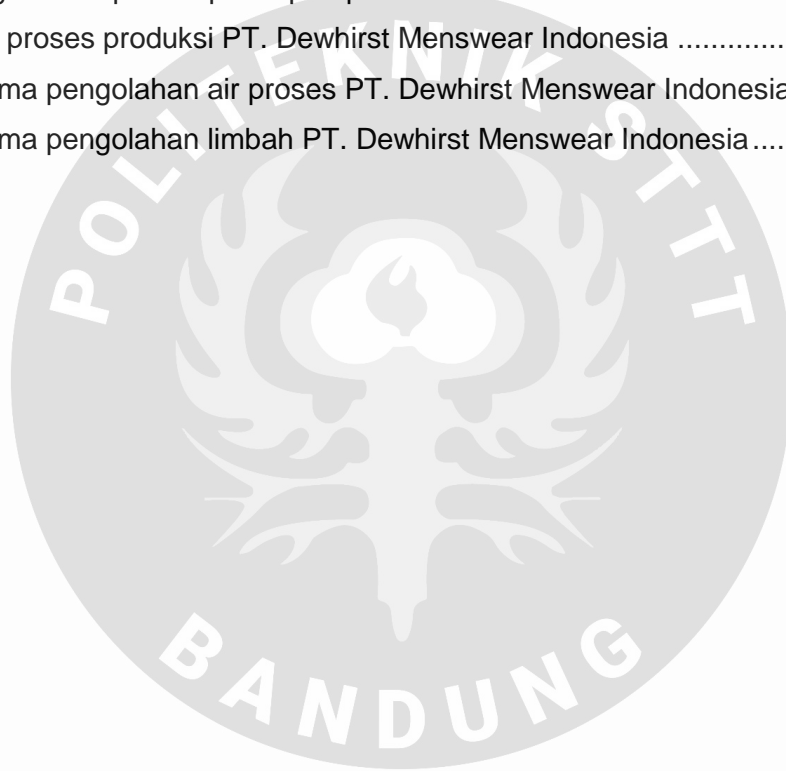 proses produksi PT. Dewhirst Menswear Indonesia .............
ma pengolahan air proses PT. Dewhirst Menswear Indonesia
ma pengolahan limbah PT. Dewhirst Menswear Indonesia ....
POLITEKNIK STTT
BANDUNG